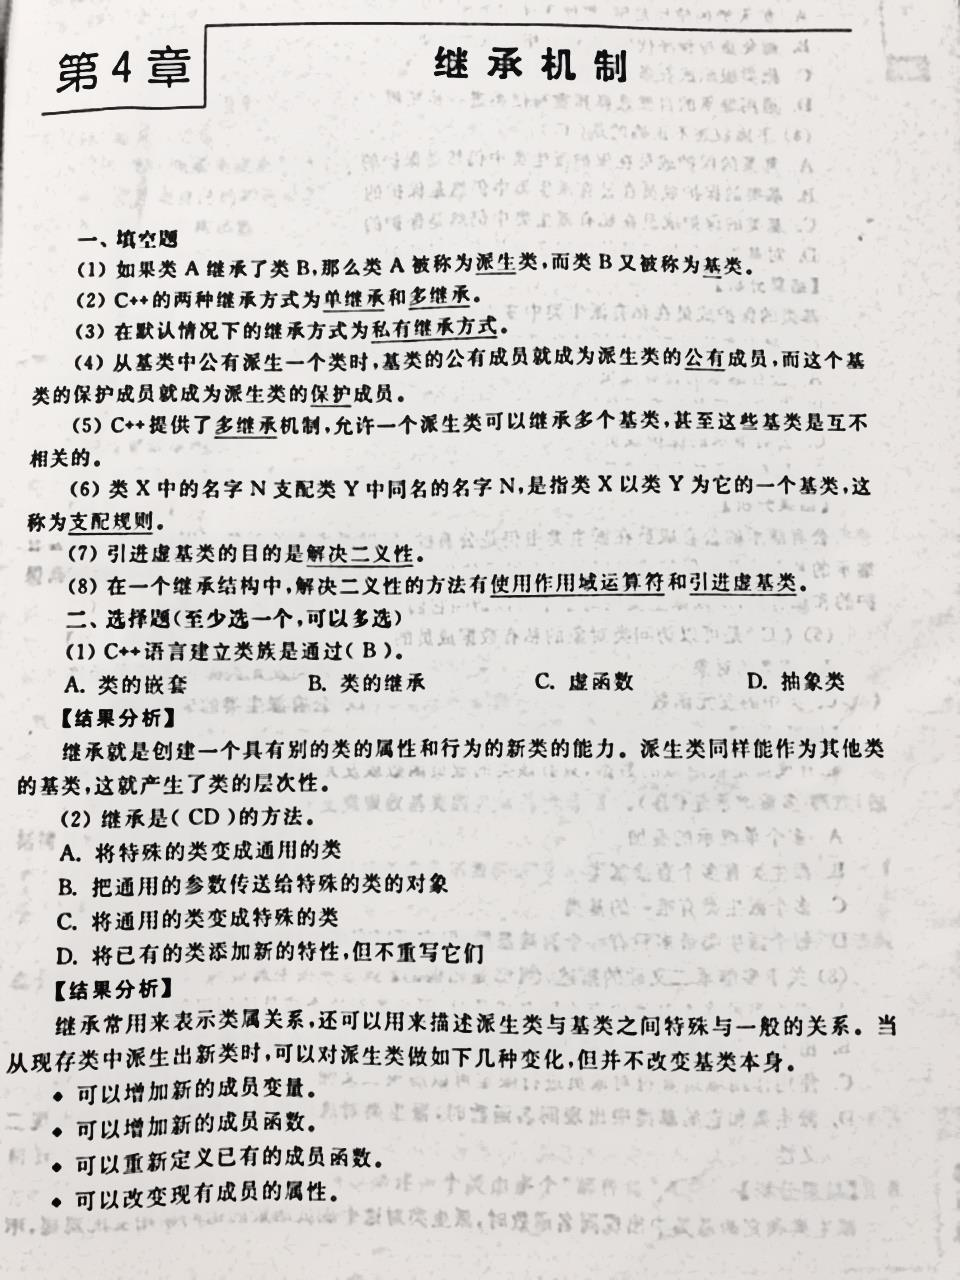 第4章
继承机制
一、填空题
(1) 如果类 A 继承了类 B,那么类 A 被称为派生类,而类 B 又被称为基类。
(2) C++的两种继承方式为单继承和多继承。
(3) 在默认情况下的继承方式为私有继承方式。
(4) 从基类中公有派生一个类时,基类的公有成员就成为派生类的公有成员,而这个基
类的保护成员就成为派生类的保护成员。
(5) C++提供了多继承机制,允许一个派生类可以继承多个基类,甚至这些基类是互不
相关的。
(6) 类 X 中的名字 N 支配类 Y 中同名的名字 N,是指类 X 以类 Y 为它的一个基类,这
称为支配规则。
(7) 引进虚基类的目的是解决二义性。
(8) 在一个继承结构中,解决二义性的方法有使用作用域运算符和引进虚基类。
二、选择题(至少选一个,可以多选)
(1) C++语言建立类族是通过( B )。
A. 类的嵌套 B. 类的继承 C. 虚函数 D. 抽象类
【结果分析】
继承就是创建一个具有别的类的属性和行为的新类的能力。派生类同样能作为其他类
的基类,这就产生了类的层次性。
(2) 继承是( CD )的方法。
A. 将特殊的类变成通用的类
B. 把通用的参数传送给特殊的类的对象
C. 将通用的类变成特殊的类
D. 将已有的类添加新的特性,但不重写它们
【结果分析】
继承常用来表示类属关系,还可以用来描述派生类与基类之间特殊与一般的关系。当
从现存类中派生出新类时,可以对派生类做如下几种变化,但并不改变基类本身。
• 可以增加新的成员变量。
• 可以增加新的成员函数。
• 可以重新定义已有的成员函数。
• 可以改变现有成员的属性。